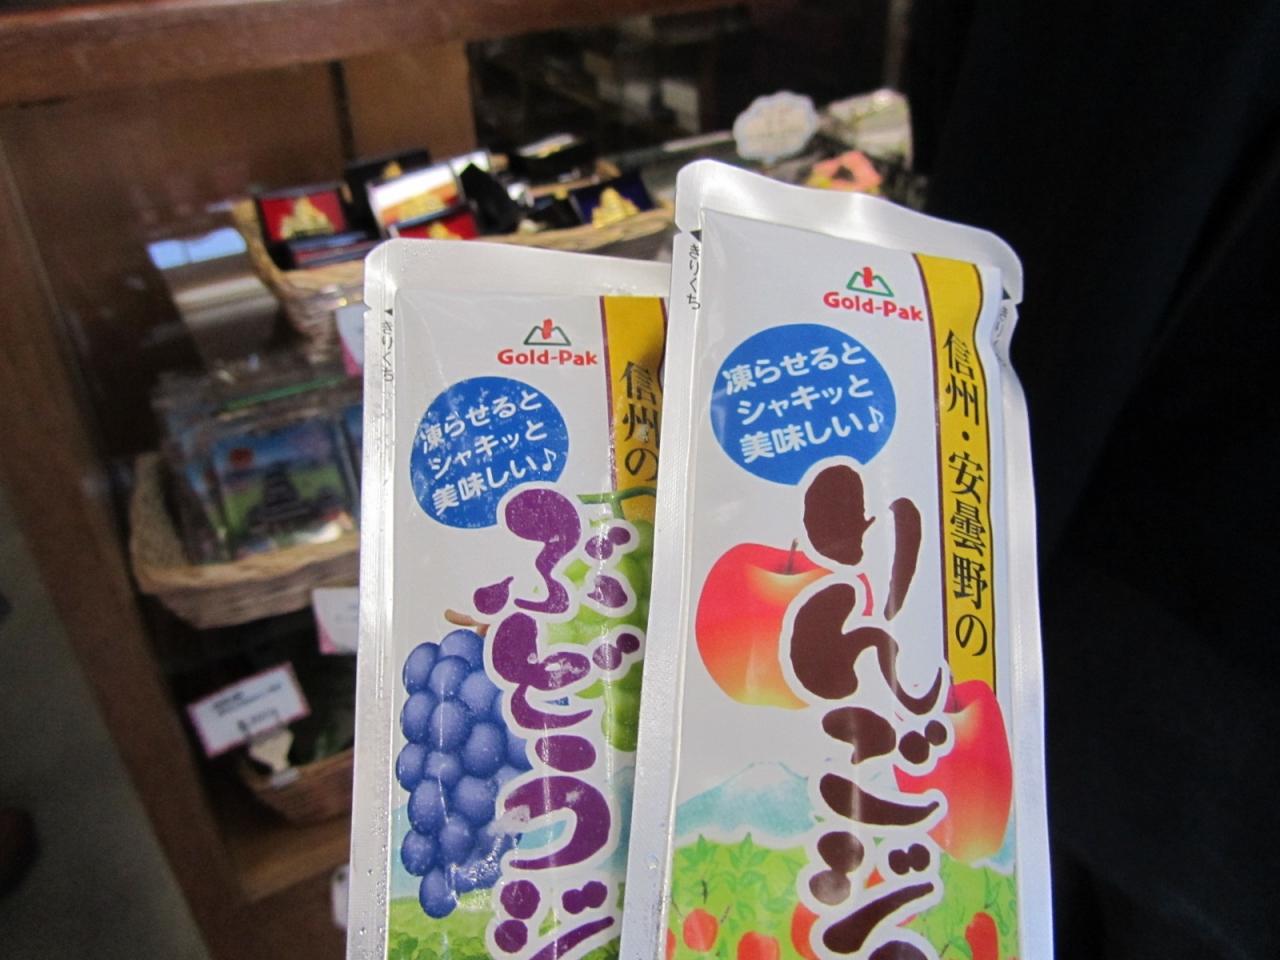 きりくち
Gold-Pak
信州の
凍らせると
シャキッと
美味しい♪
ぶどうジ
きりくち
Gold-Pak
信州・安曇野の
凍らせると
シャキッと
美味しい♪
りんごジ